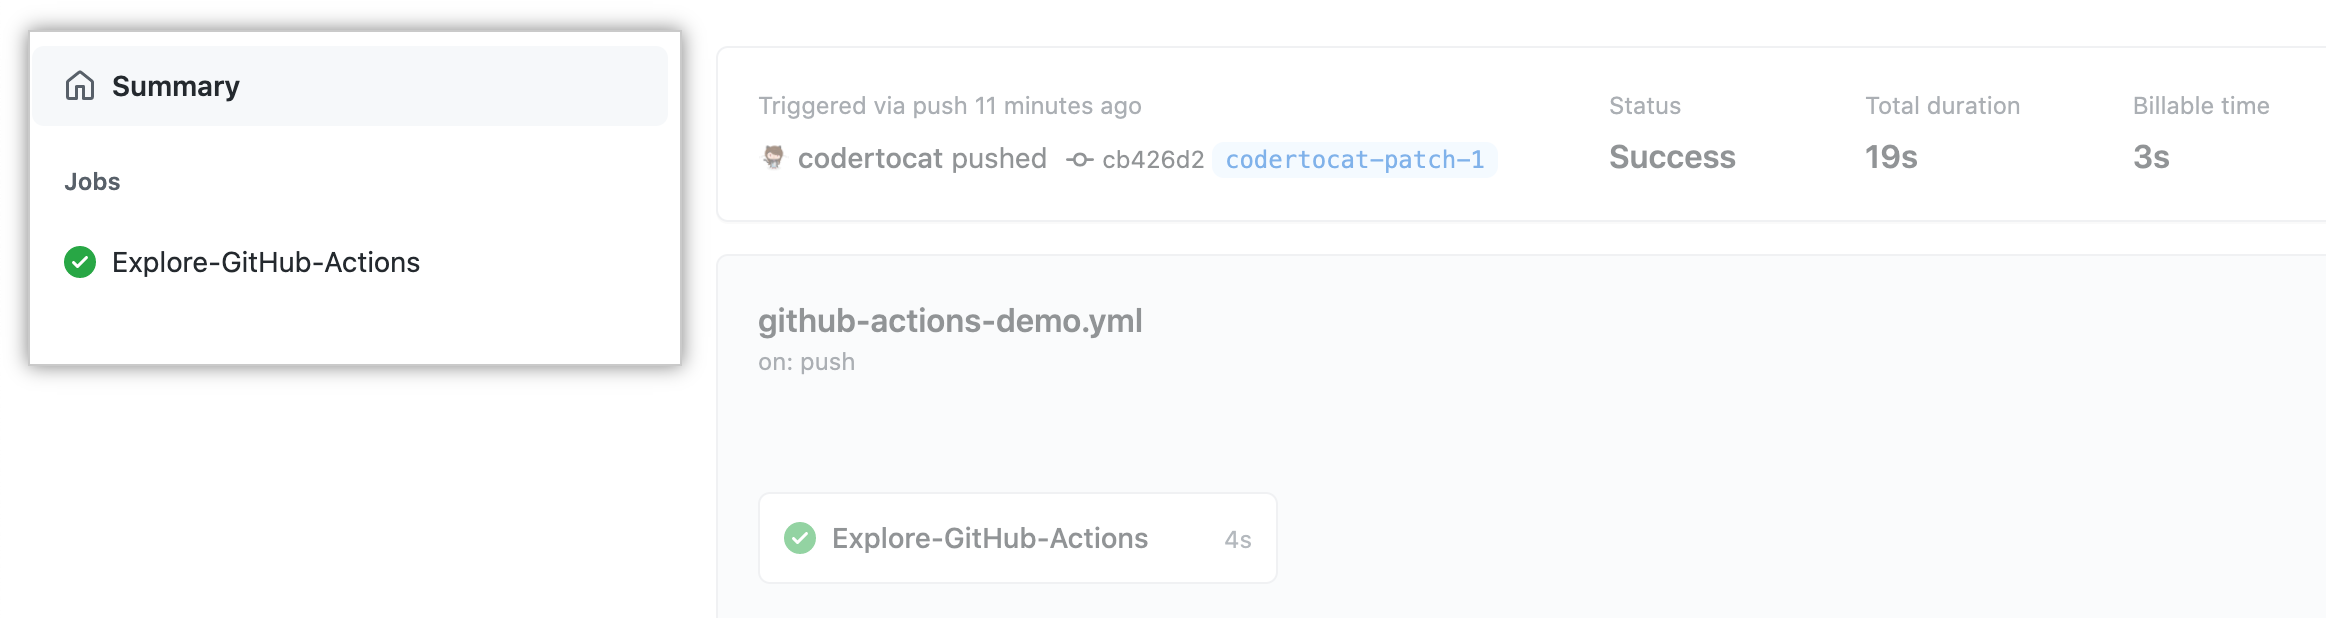 Summary
Jobs
Explore-GitHub-Actions
Triggered via push 11 minutes ago
codertocat pushed cb426d2 codertocat-patch-1
Status
Success
Total duration
19s
Billable time
3s
github-actions-demo.yml
on: push
Explore-GitHub-Actions 4s